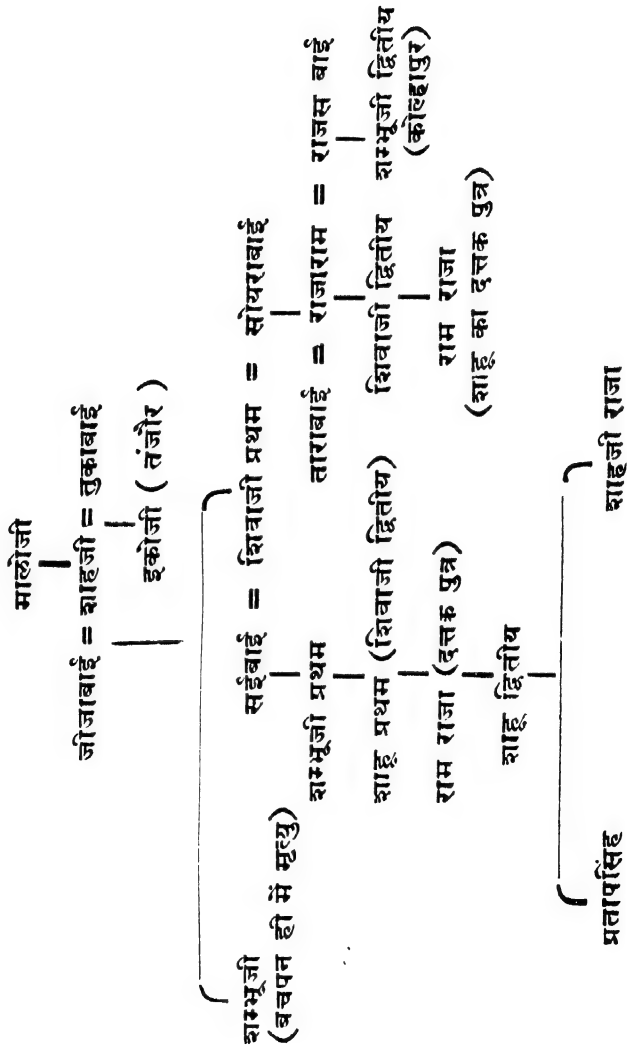 मालोजी
जीजाबाई = शाहजी = तुकाबाई
इकोजी ( तंजौर )
शम्भूजी
(बचपन ही में मृत्यु)
सईबाई = शिवाजी प्रथम = सोयराबाई
शम्भूजी प्रथम
ताराबाई = राजाराम = राजस बाई
शाहू प्रथम (शिवाजी द्वितीय)
शिवाजी द्वितीय शम्भूजी द्वितीय
(कोल्हापुर)
राम राजा (दत्तक पुत्र)
राम राजा
(शाहू का दत्तक पुत्र)
शाहू द्वितीय
प्रतापसिंह
शाहजी राजा